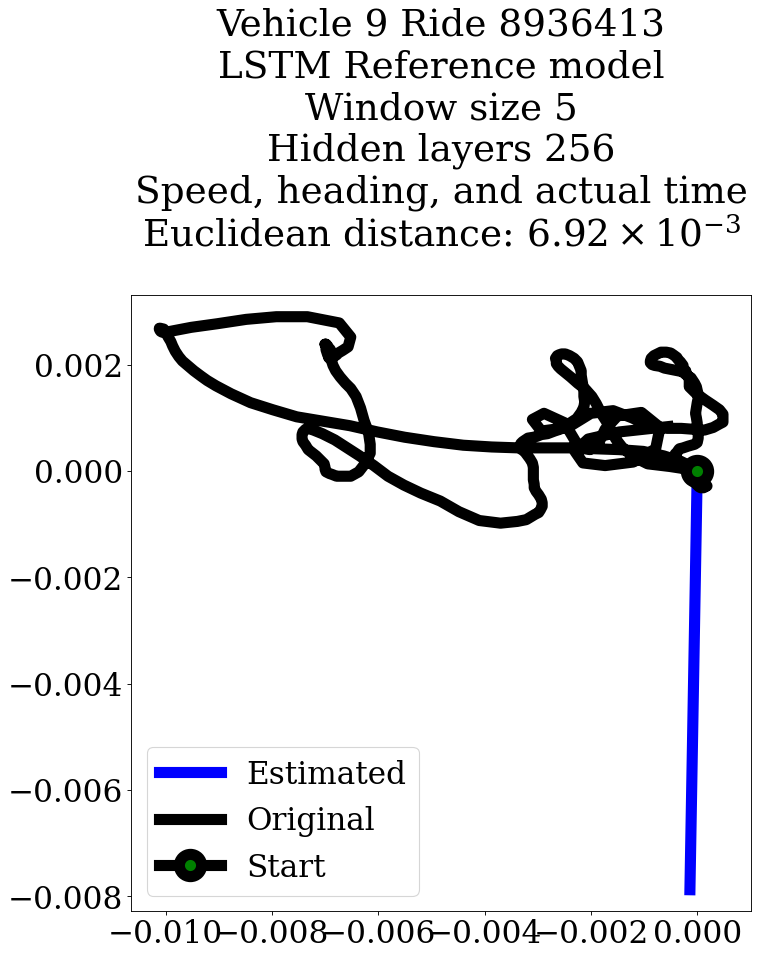 Vehicle 9 Ride 8936413
LSTM Reference model
Window size 5
Hidden layers 256
Speed, heading, and actual time
Euclidean distance: 6.92 × 10⁻³
0.002
0.000
−0.002
−0.004
−0.006
−0.008
Estimated
Original
Start
−0.010 −0.008 −0.006 −0.004 −0.002 0.000